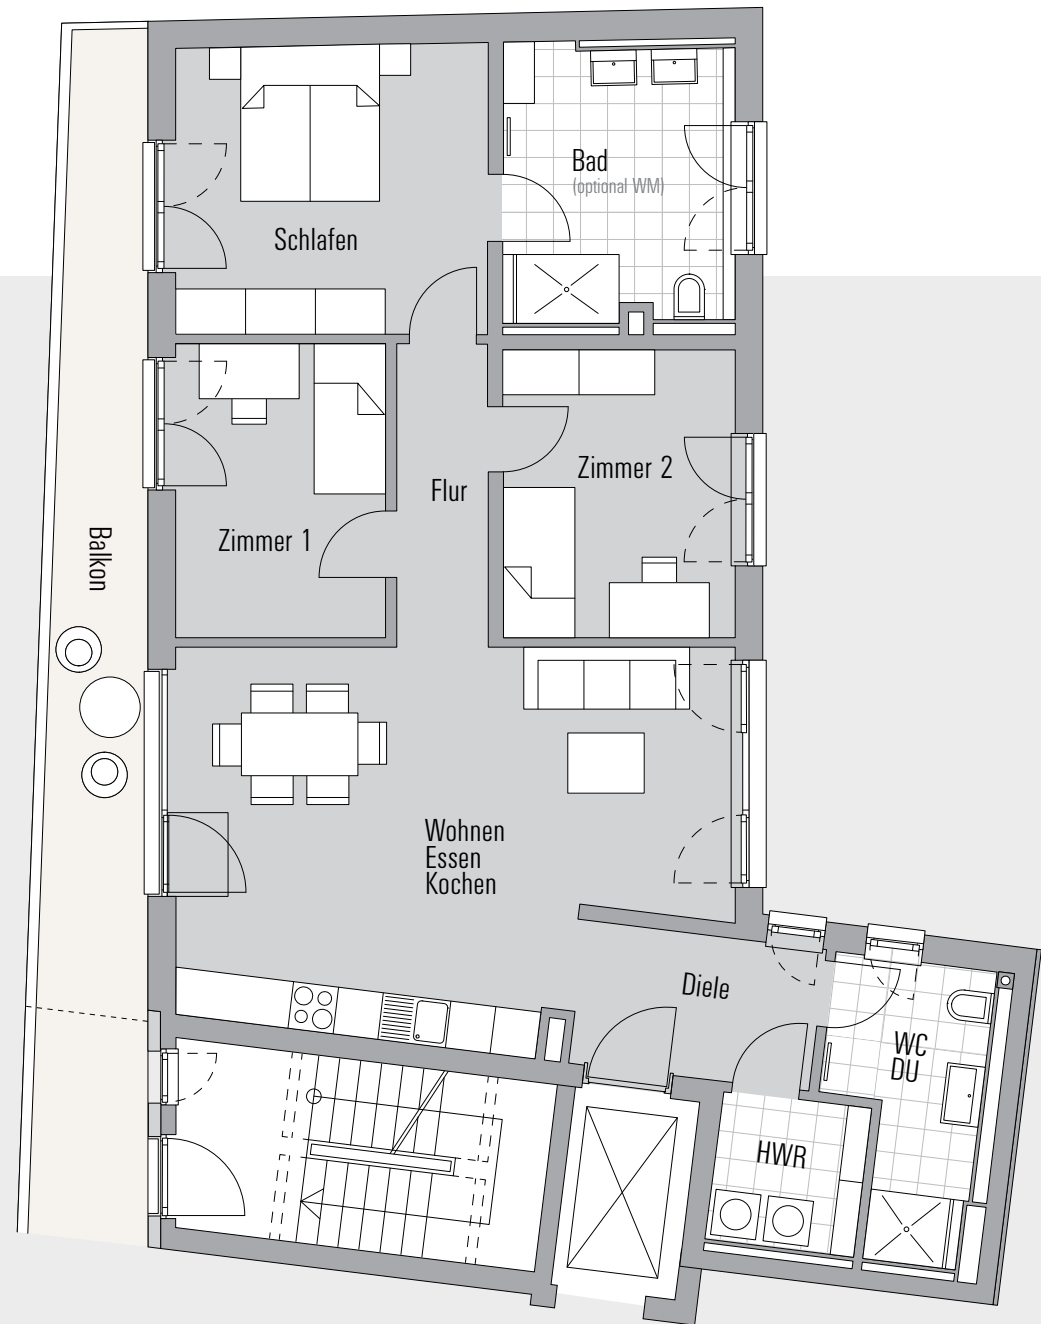 Bad
(optional WM)
Schlafen
Zimmer 2
Flur
Zimmer 1
Balkon
Wohnen
Essen
Kochen
Diele
WC
DU
HWR